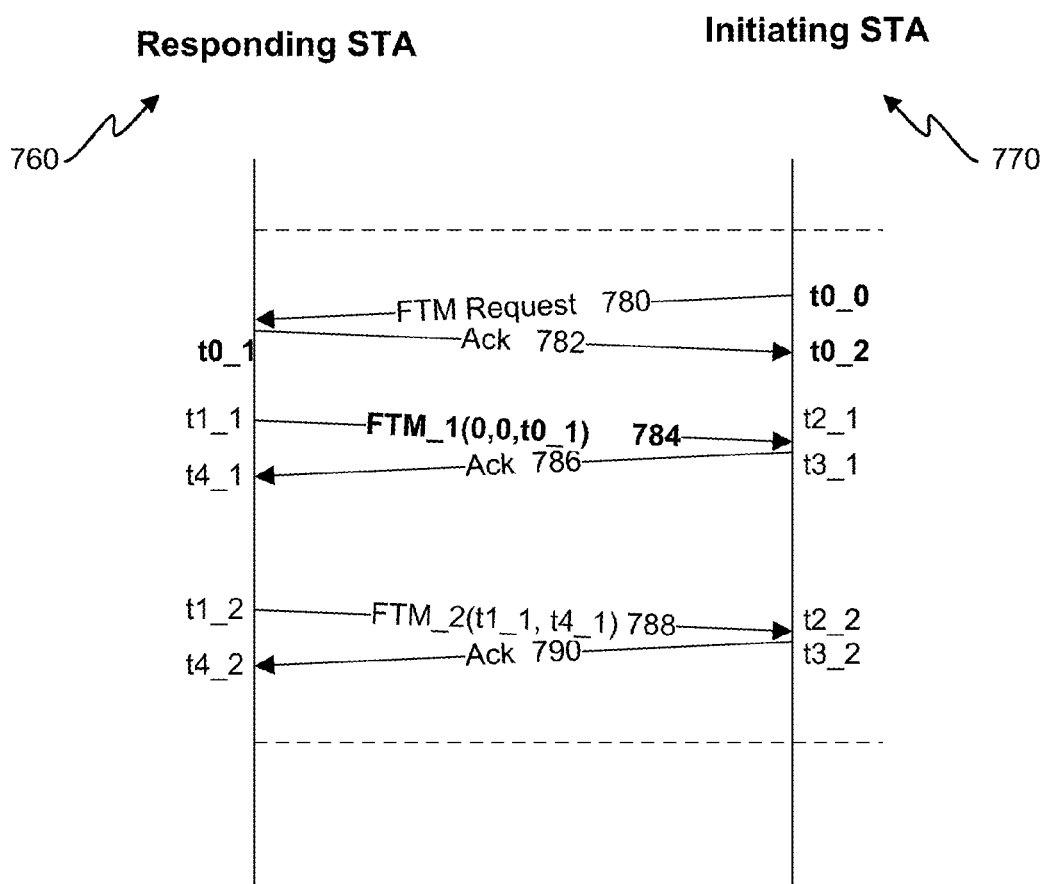 Responding STA
Initiating STA
760
770
FTM Request 780
t0_0
Ack 782
t0_1
t0_2
t1_1
FTM_1(0,0,t0_1) 784
t2_1
Ack 786
t4_1
t3_1
t1_2
FTM_2(t1_1, t4_1) 788
t2_2
Ack 790
t4_2
t3_2